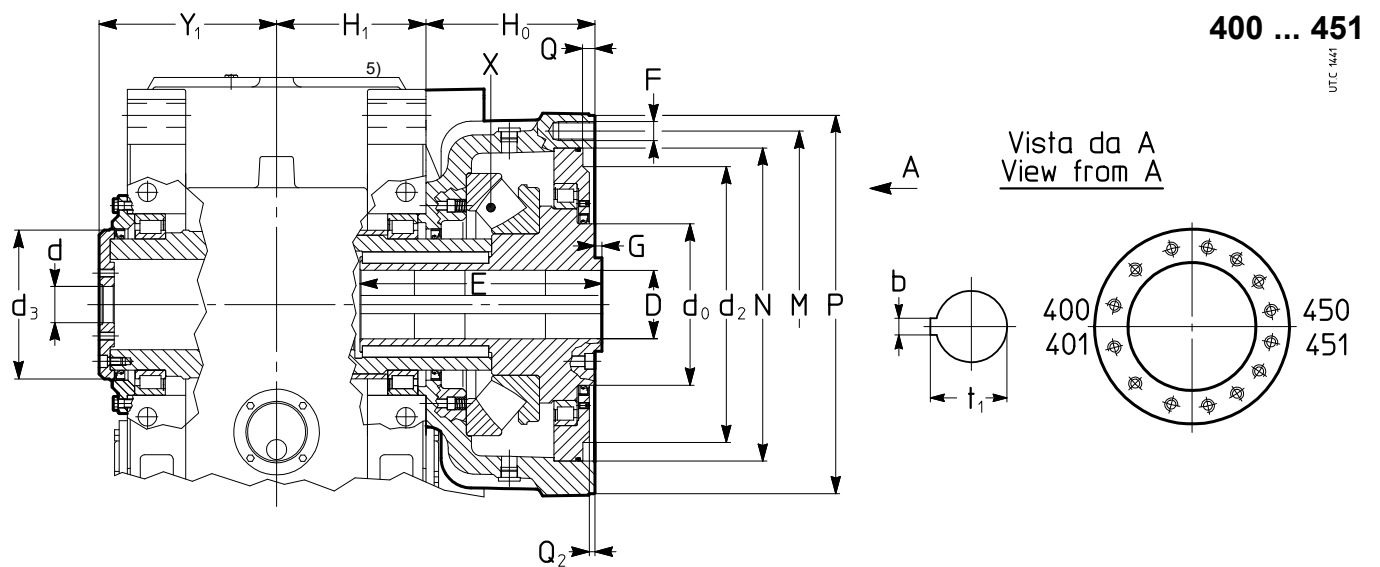 Y₁ H₁ H₀ 400 ... 451
Q
UTC 1441
5) X F
Vista da A
View from A
A
d G
E b 400 450
d₃ D d₀ d₂ N M P
401 451
t₁
Q₂